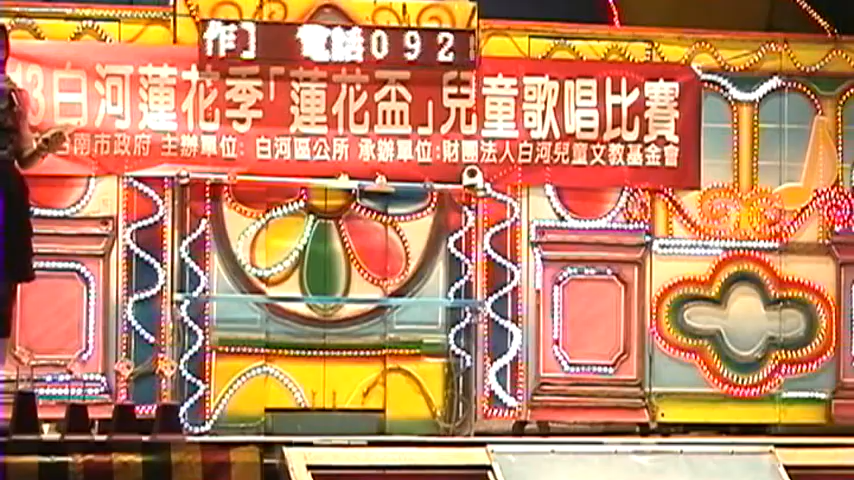 作】 電話092
13白河蓮花季「蓮花盃」兒童歌唱比賽
台南市政府 主辦單位: 白河區公所 承辦單位:財團法人白河兒童文教基金會